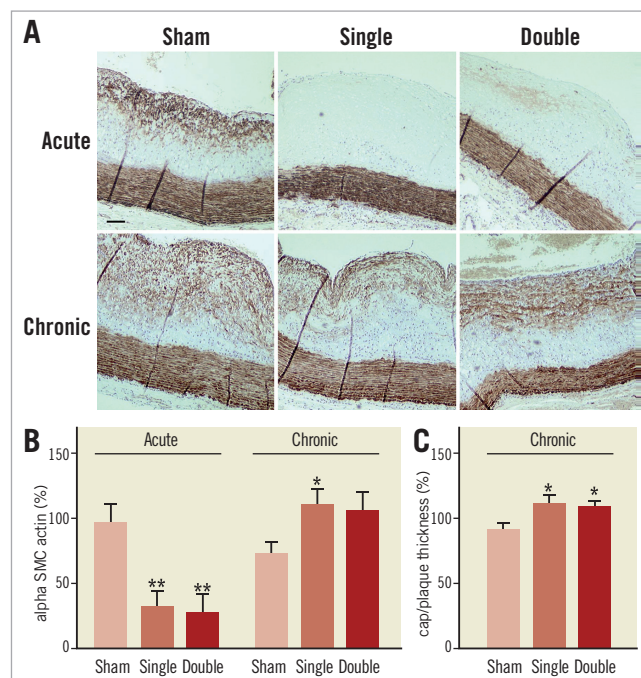 A
Sham Single Double
Acute
Chronic
B
Acute Chronic
alpha SMC actin (%)
150
100
50
0
** ** *
Sham Single Double Sham Single Double
C
Chronic
cap/plaque thickness (%)
150
100
50
0
* *
Sham Single Double